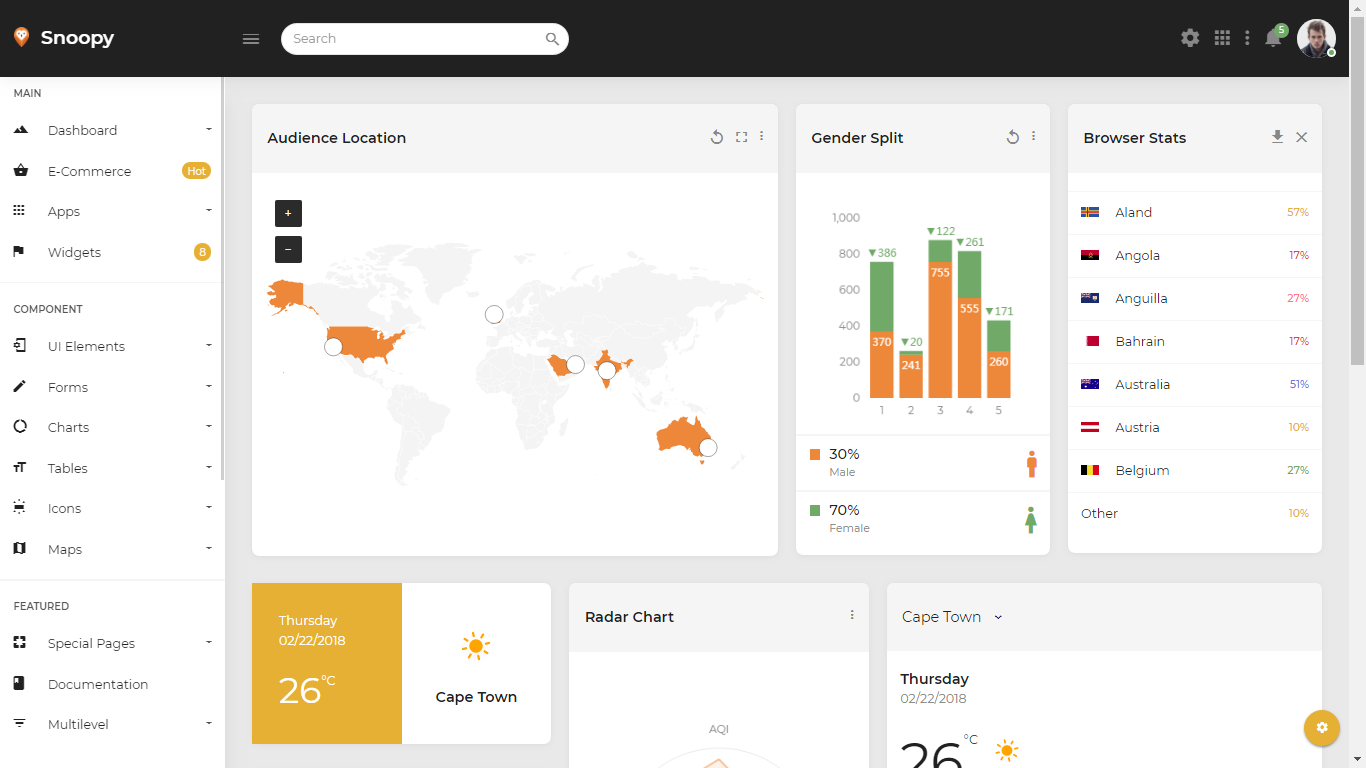 Snoopy
Search
5
MAIN
Dashboard
E-Commerce Hot
Apps
Widgets 8
COMPONENT
UI Elements
Forms
Charts
Tables
Icons
Maps
FEATURED
Special Pages
Documentation
Multilevel
Audience Location
+
−
Gender Split
1,000
800
600
400
200
0
▼386
▼20
▼122
▼261
▼171
370
241
755
555
260
1 2 3 4 5
30%
Male
70%
Female
Browser Stats
Aland 57%
Angola 17%
Anguilla 27%
Bahrain 17%
Australia 51%
Austria 10%
Belgium 27%
Other 10%
Thursday
02/22/2018
26°C
Cape Town
Radar Chart
AQI
Cape Town
Thursday
02/22/2018
26°C